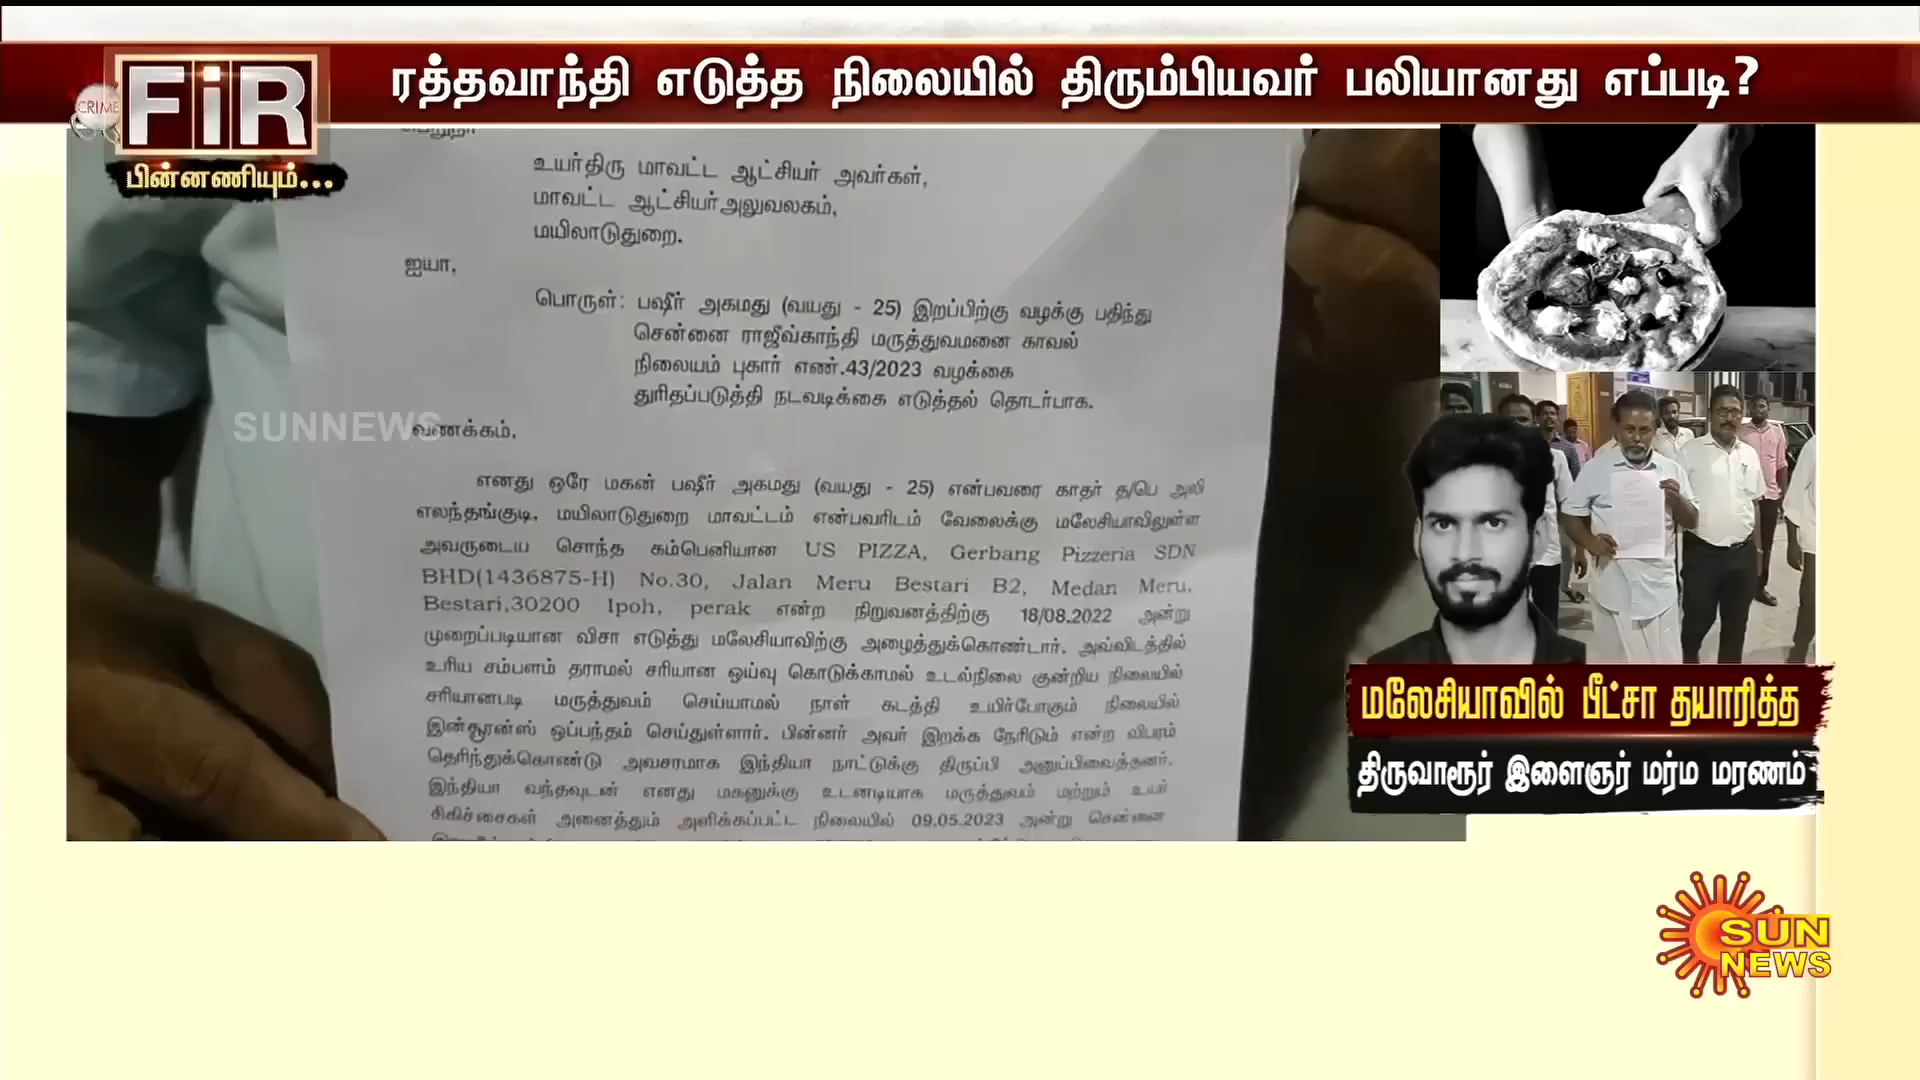 ரத்தவாந்தி எடுத்த நிலையில் திரும்பியவர் பலியானது எப்படி?
CRIME
FiR
பின்னணியும்...
உயர்திரு மாவட்ட ஆட்சியர் அவர்கள்,
மாவட்ட ஆட்சியர்அலுவலகம்,
மயிலாடுதுறை.
ஐயா,
பொருள்: பஷீர் அகமது (வயது - 25) இறப்பிற்கு வழக்கு பதிந்து
சென்னை ராஜீவ்காந்தி மருத்துவமனை காவல்
நிலையம் புகார் எண்.43/2023 வழக்கை
துரிதப்படுத்தி நடவடிக்கை எடுத்தல் தொடர்பாக.
SUNNEWS
வணக்கம்,
எனது ஒரே மகன் பஷீர் அகமது (வயது - 25) என்பவரை காதர் த/பெ அலி
எலந்தங்குடி, மயிலாடுதுறை மாவட்டம் என்பவரிடம் வேலைக்கு மலேசியாவிலுள்ள
அவருடைய சொந்த கம்பெனியான US PIZZA, Gerbang Pizzeria SDN
BHD(1436875-H) No.30, Jalan Meru Bestari B2, Medan Meru,
Bestari,30200 Ipoh, perak என்ற நிறுவனத்திற்கு 18/08.2022 அன்று
முறைப்படியான விசா எடுத்து மலேசியாவிற்கு அழைத்துக்கொண்டார். அவ்விடத்தில்
உரிய சம்பளம் தராமல் சரியான ஓய்வு கொடுக்காமல் உடல்நிலை குன்றிய நிலையில்
சரியானபடி மருத்துவம் செய்யாமல் நாள் கடத்தி உயிர்போகும் நிலையில்
இன்சூரன்ஸ் ஒப்பந்தம் செய்துள்ளார். பின்னர் அவர் இறக்க நேரிடும் என்ற விபரம்
தெரிந்துக்கொண்டு அவசரமாக இந்தியா நாட்டுக்கு திருப்பி அனுப்பிவைத்தனர்.
இந்தியா வந்தவுடன் எனது மகனுக்கு உடனடியாக மருத்துவம் மற்றும் உயர்
சிகிச்சைகள் அனைத்தும் அளிக்கப்பட்ட நிலையில் 09.05.2023 அன்று சென்னை
மலேசியாவில் பீட்சா தயாரித்த
திருவாரூர் இளைஞர் மர்ம மரணம்
SUN
NEWS